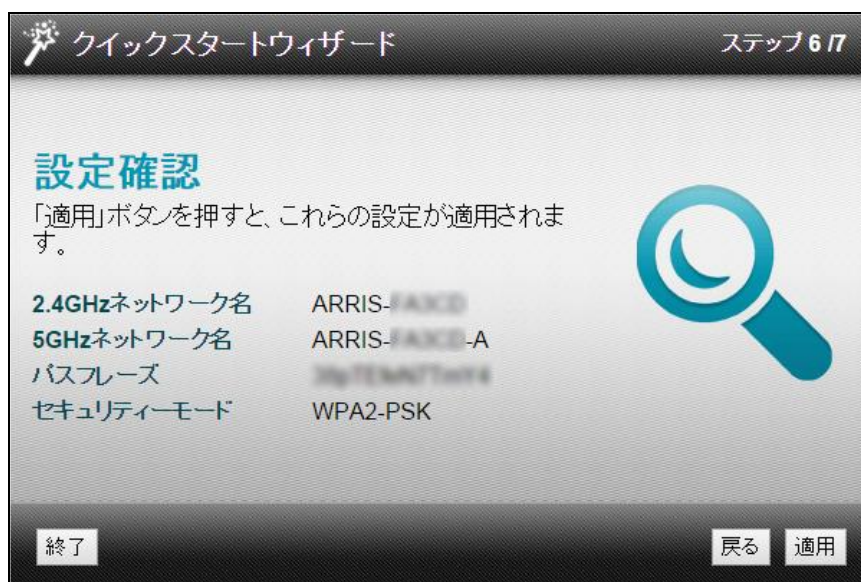 クイックスタートウィザード
ステップ 6 /7
設定確認
「適用」ボタンを押すと、これらの設定が適用されま
す。
2.4GHzネットワーク名 ARRIS-
5GHzネットワーク名 ARRIS- -A
パスフレーズ
セキュリティーモード WPA2-PSK
終了
戻る 適用